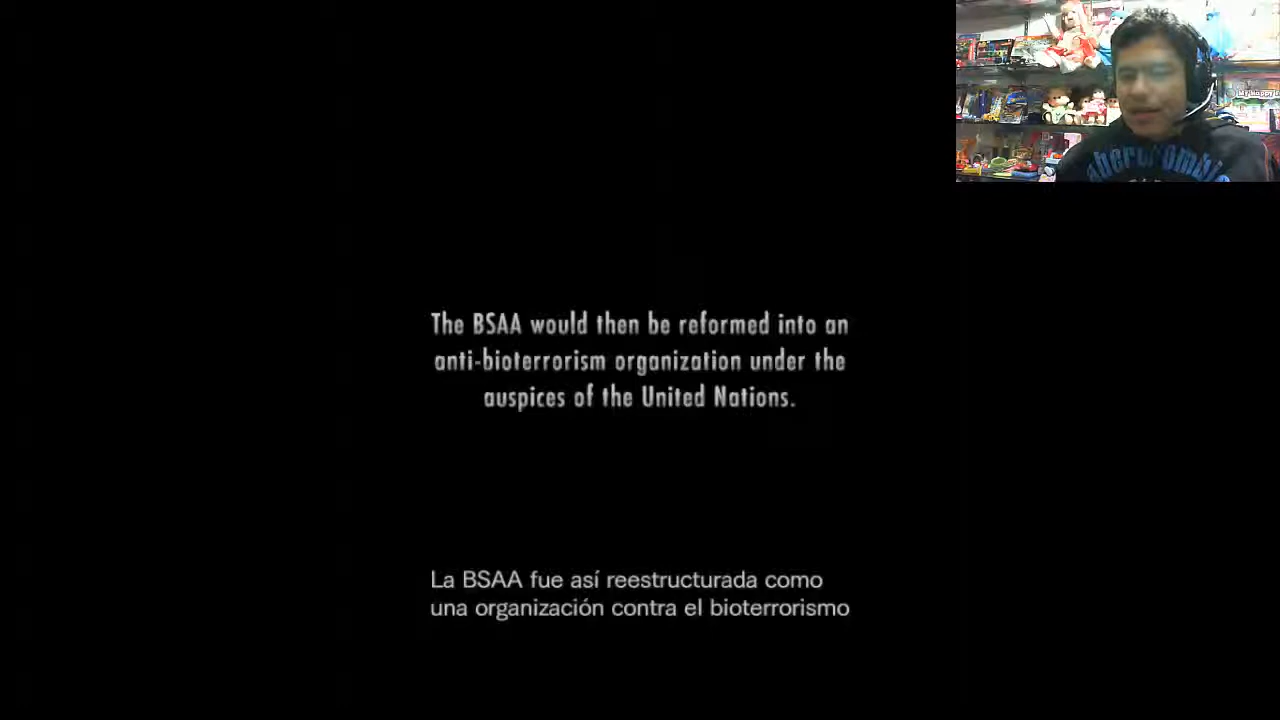 The BSAA would then be reformed into an
anti-bioterrorism organization under the
auspices of the United Nations.
La BSAA fue así reestructurada como
una organización contra el bioterrorismo